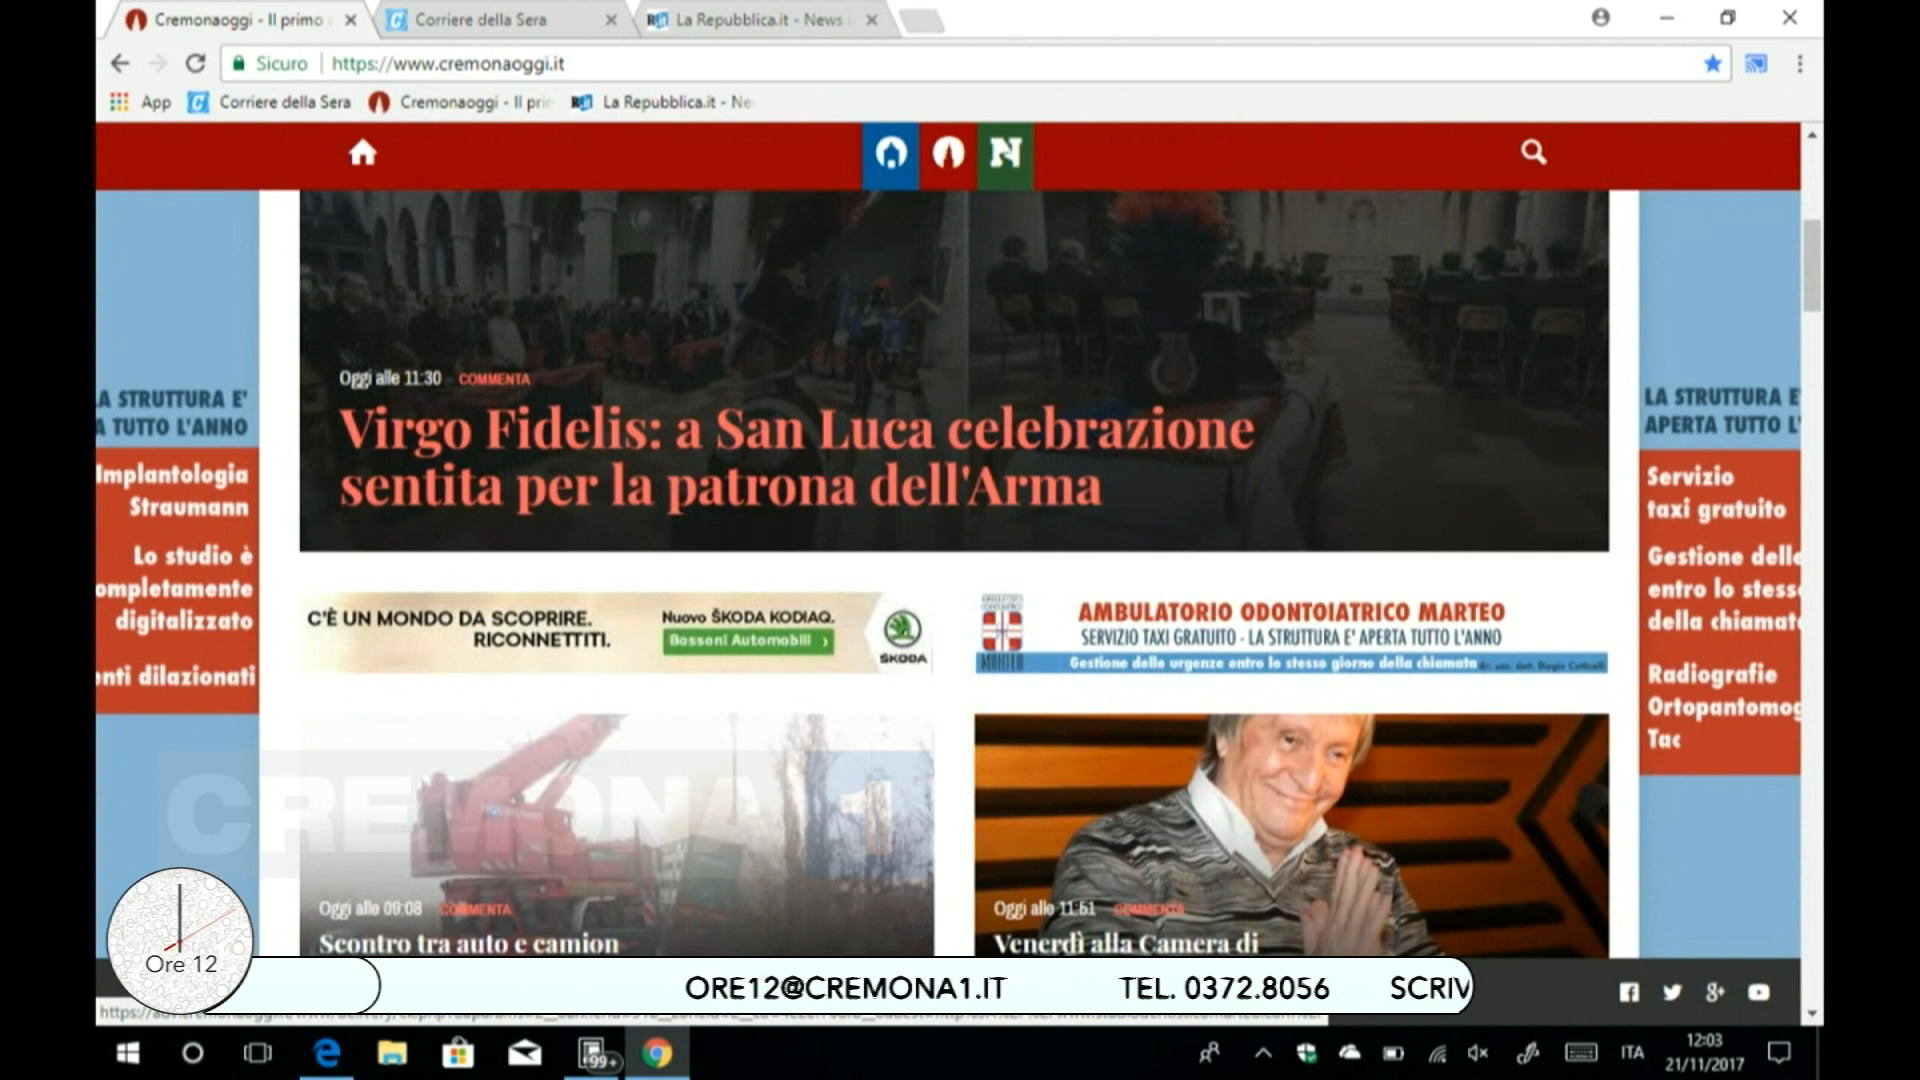 Cremonaoggi - Il primo
Corriere della Sera
La Repubblica.it - News
Sicuro
https://www.cremonaoggi.it
App
Corriere della Sera
Cremonaoggi - Il prin
La Repubblica.it - Ne
N
Oggi alle 11:30
COMMENTA
Virgo Fidelis: a San Luca celebrazione
sentita per la patrona dell'Arma
A STRUTTURA E'
A TUTTO L'ANNO
Implantologia
Straumann
Lo studio è
ompletamente
digitalizzato
enti dilazionati
LA STRUTTURA E'
APERTA TUTTO L'
Servizio
taxi gratuito
Gestione delle
entro lo stess
della chiamat
Radiografie
Ortopantomog
Tac
C'È UN MONDO DA SCOPRIRE.
RICONNETTITI.
Nuovo ŠKODA KODIAQ.
Bossoni Automobili
ŠKODA
AMBULATORIO ODONTOIATRICO MARTEO
SERVIZIO TAXI GRATUITO - LA STRUTTURA E' APERTA TUTTO L'ANNO
Gestione delle urgenze entro lo stesso giorno della chiamata
CREMONA 1
Oggi alle 09:08
COMMENTA
Scontro tra auto e camion
Oggi alle 11:51
COMMENTA
Venerdì alla Camera di
Ore 12
ORE12@CREMONA1.IT
TEL. 0372.8056
SCRIV
99+
ITA
12:03
21/11/2017